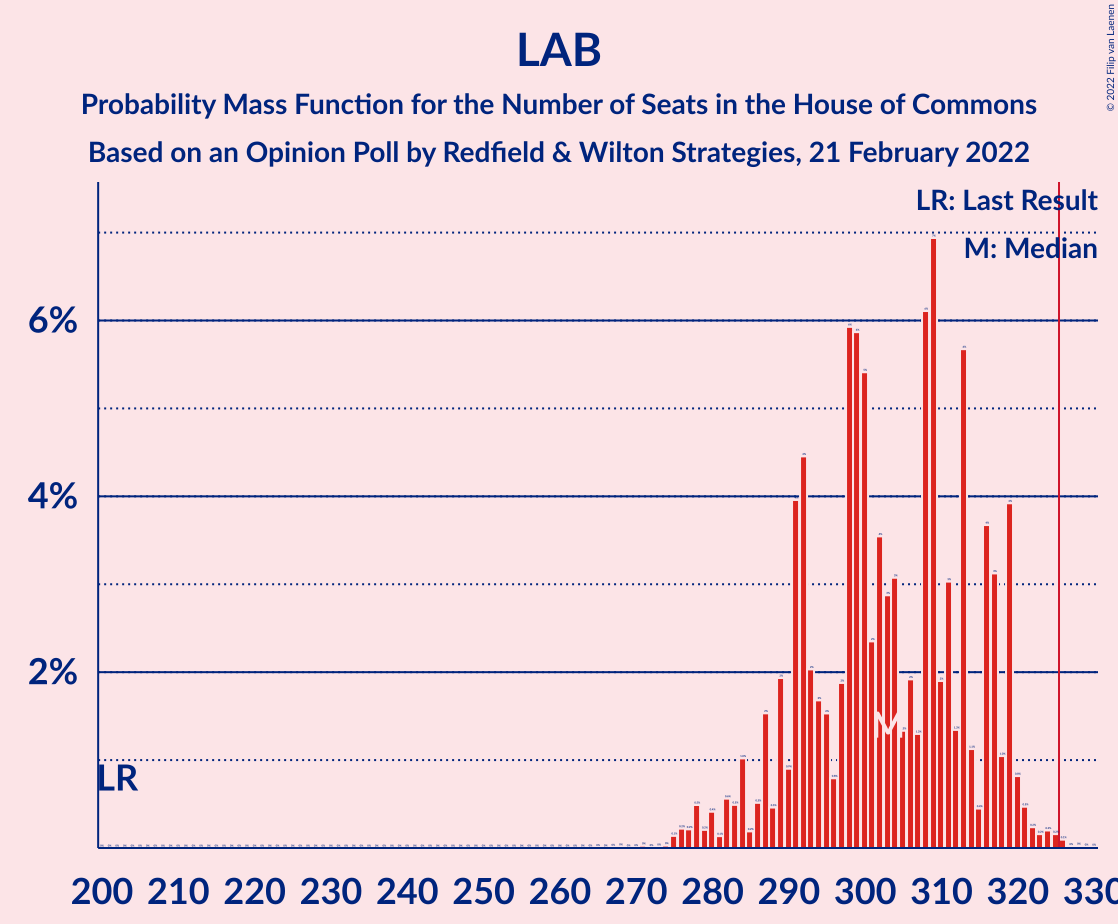 LAB
Probability Mass Function for the Number of Seats in the House of Commons
Based on an Opinion Poll by Redfield & Wilton Strategies, 21 February 2022
© 2022 Filip van Laenen
LR: Last Result
M: Median
6%
4%
2%
LR
M
200 210 220 230 240 250 260 270 280 290 300 310 320 330